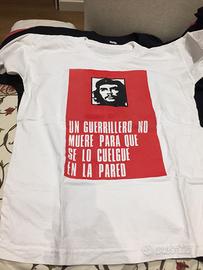 UN GUERRILLERO NO
MUERE PARA QUE
SE LO CUELGUE
EN LA PARED